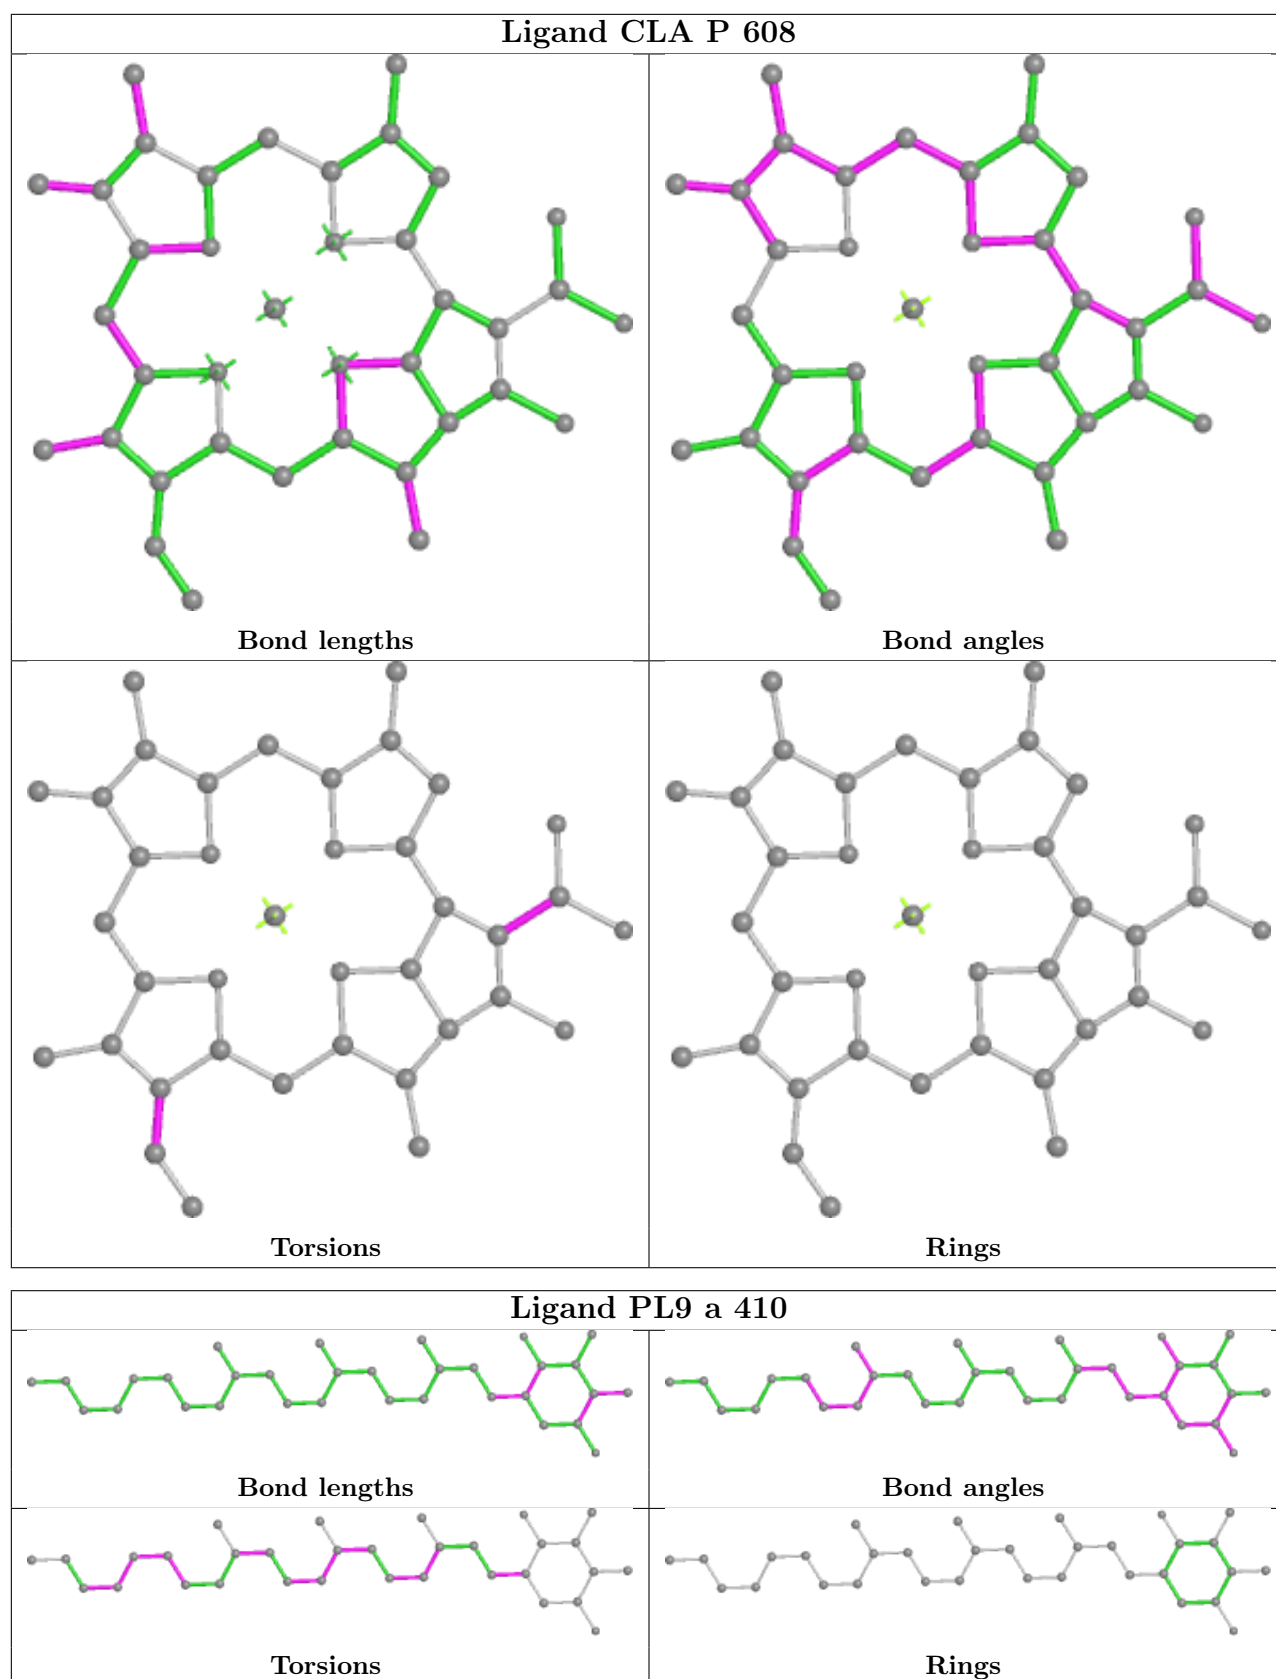 Ligand CLA P 608
Bond lengths
Bond angles
Torsions
Rings
Ligand PL9 a 410
Bond lengths
Bond angles
Torsions
Rings